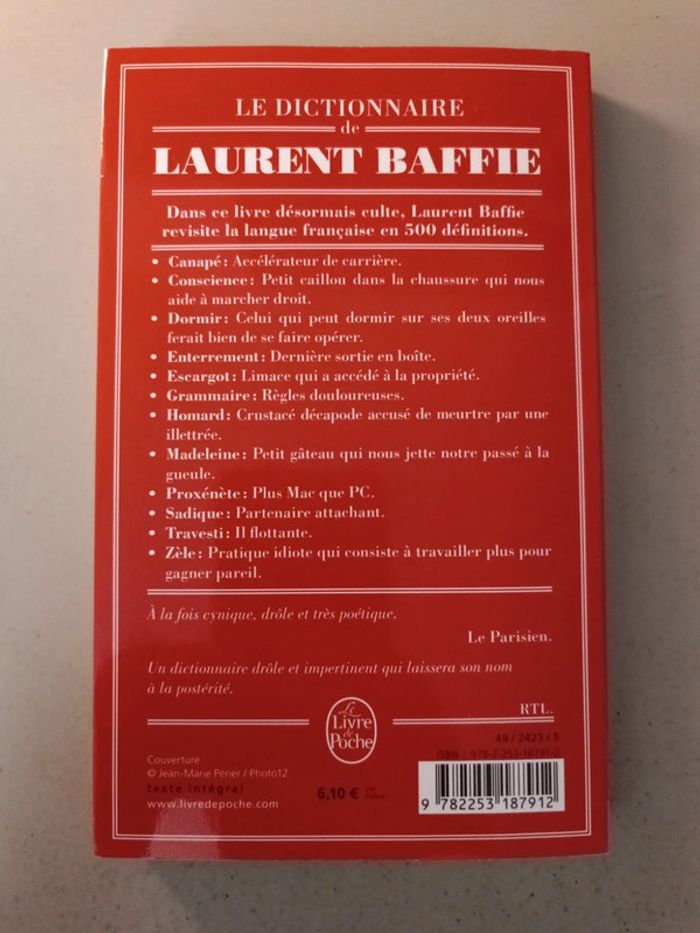 LE DICTIONNAIRE
de
LAURENT BAFFIE
Dans ce livre désormais culte, Laurent Baffie
revisite la langue française en 500 définitions.
• Canapé : Accélérateur de carrière.
• Conscience : Petit caillou dans la chaussure qui nous
aide à marcher droit.
• Dormir : Celui qui peut dormir sur ses deux oreilles
ferait bien de se faire opérer.
• Enterrement : Dernière sortie en boîte.
• Escargot : Limace qui a accédé à la propriété.
• Grammaire : Règles douloureuses.
• Homard : Crustacé décapode accusé de meurtre par une
illettrée.
• Madeleine : Petit gâteau qui nous jette notre passé à la
gueule.
• Proxénète : Plus Mac que PC.
• Sadique : Partenaire attachant.
• Travesti : Il flottante.
• Zèle : Pratique idiote qui consiste à travailler plus pour
gagner pareil.
À la fois cynique, drôle et très poétique.
Le Parisien.
Un dictionnaire drôle et impertinent qui laissera son nom
à la postérité.
RTL.
Le
Livre
de
Poche
49 / 2423 / 5
ISBN 978-2-253-18791-2
Couverture
© Jean-Marie Périer / Photo12
texte intégral
www.livredepoche.com
6,10 €
9 782253 187912